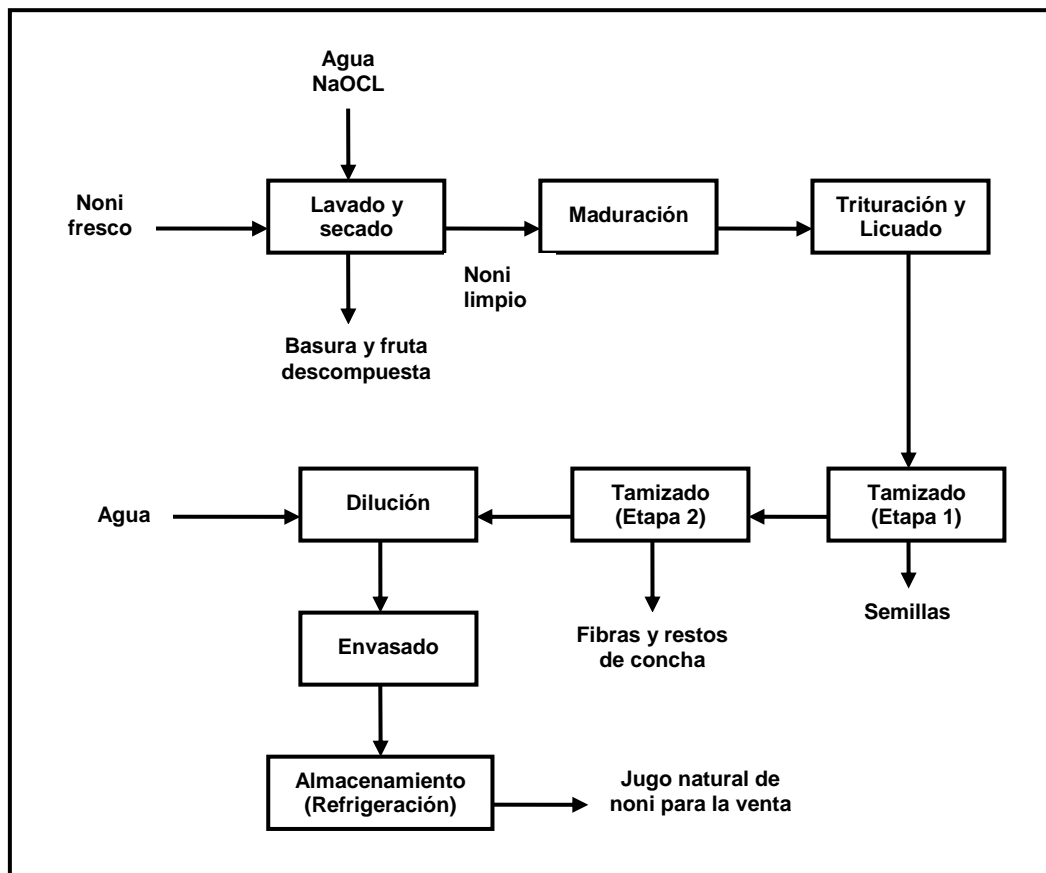 Agua
NaOCL
Noni
fresco
Lavado y
secado
Maduración
Trituración y
Licuado
Noni
limpio
Basura y fruta
descompuesta
Agua
Dilución
Tamizado
(Etapa 2)
Tamizado
(Etapa 1)
Semillas
Fibras y restos
de concha
Envasado
Almacenamiento
(Refrigeración)
Jugo natural de
noni para la venta